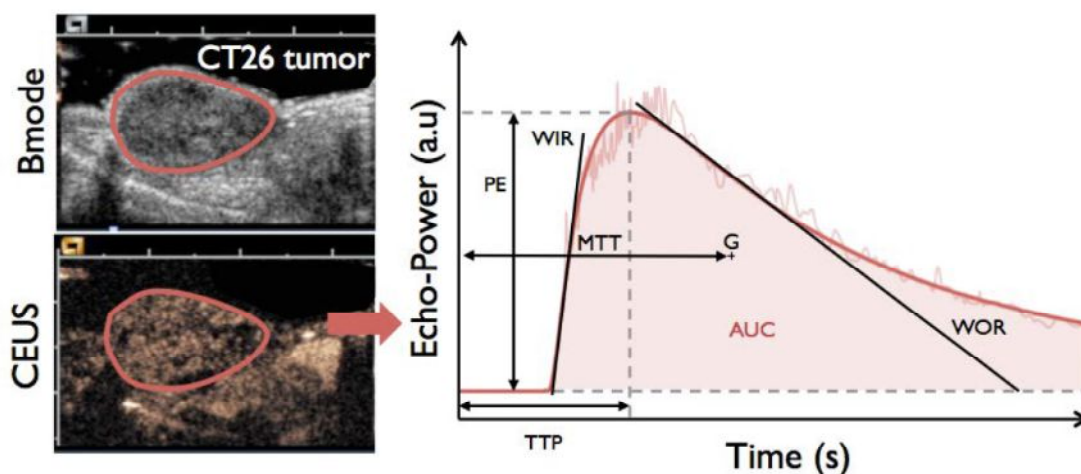 Bmode
CT26 tumor
CEUS
Echo-Power (a.u)
WIR
PE
MTT
G
AUC
WOR
TTP
Time (s)